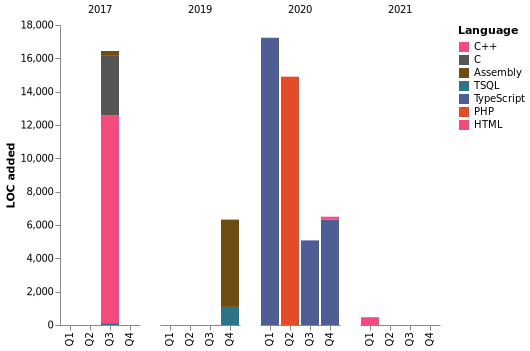 2017 2019 2020 2021
Language
C++
C
Assembly
TSQL
TypeScript
PHP
HTML
LOC added
18,000
16,000
14,000
12,000
10,000
8,000
6,000
4,000
2,000
0
Q1 Q2 Q3 Q4 Q1 Q2 Q3 Q4 Q1 Q2 Q3 Q4 Q1 Q2 Q3 Q4